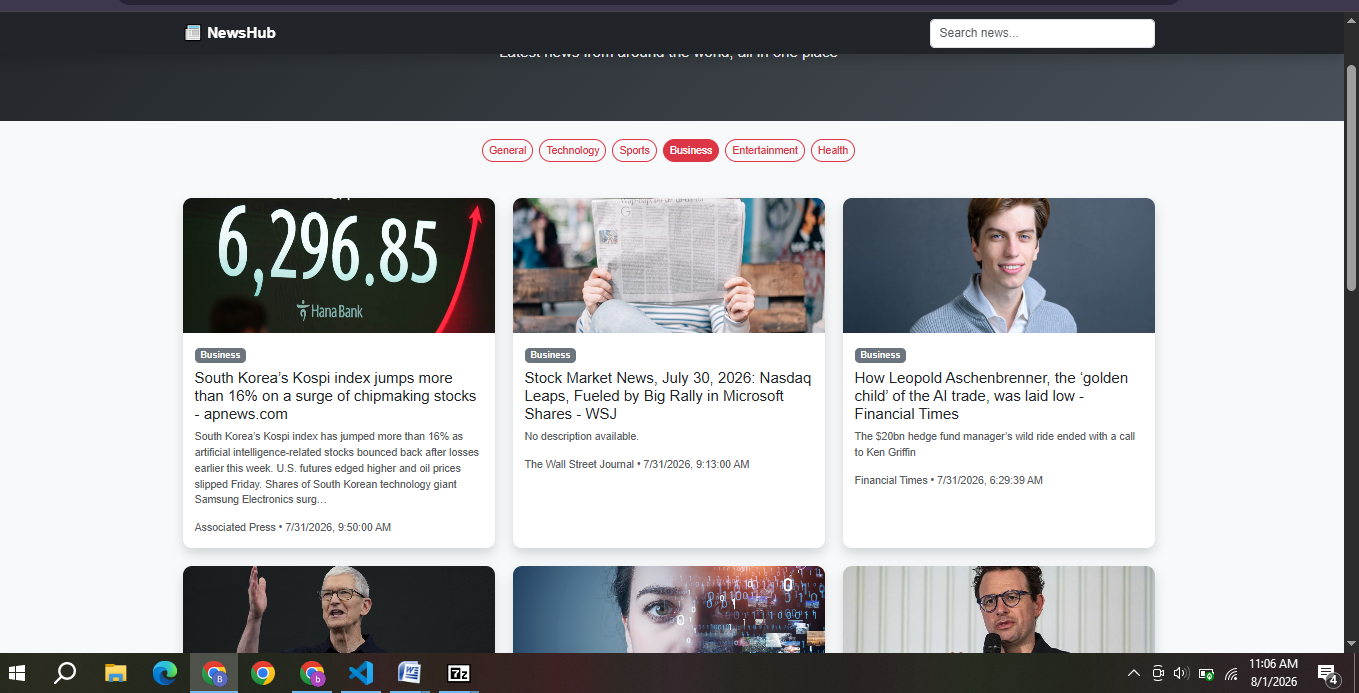 NewsHub
Search news...
Latest news from around the world, all in one place
General
Technology
Sports
Business
Entertainment
Health
6,296.85
Hana Bank
Business
South Korea’s Kospi index jumps more
than 16% on a surge of chipmaking stocks
- apnews.com
South Korea’s Kospi index has jumped more than 16% as
artificial intelligence-related stocks bounced back after losses
earlier this week. U.S. futures edged higher and oil prices
slipped Friday. Shares of South Korean technology giant
Samsung Electronics surg…
Associated Press • 7/31/2026, 9:50:00 AM
Business
Stock Market News, July 30, 2026: Nasdaq
Leaps, Fueled by Big Rally in Microsoft
Shares - WSJ
No description available.
The Wall Street Journal • 7/31/2026, 9:13:00 AM
Business
How Leopold Aschenbrenner, the ‘golden
child’ of the AI trade, was laid low -
Financial Times
The $20bn hedge fund manager’s wild ride ended with a call
to Ken Griffin
Financial Times • 7/31/2026, 6:29:39 AM
11:06 AM
8/1/2026
4